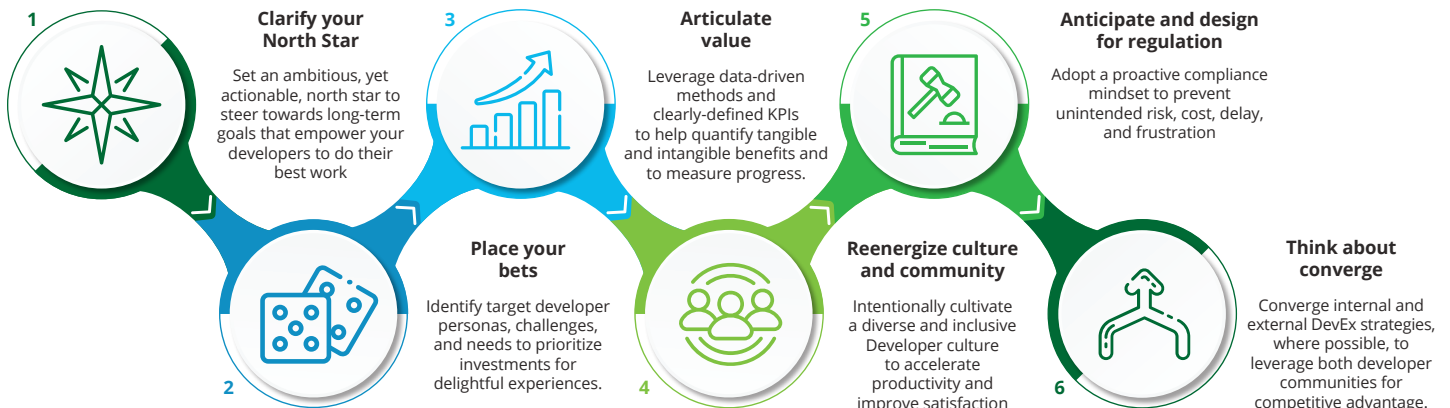 1
Clarify your
North Star
Set an ambitious, yet
actionable, north star to
steer towards long-term
goals that empower your
developers to do their
best work
2
Place your
bets
Identify target developer
personas, challenges,
and needs to prioritize
investments for
delightful experiences.
3
Articulate
value
Leverage data-driven
methods and
clearly-defined KPIs
to help quantify tangible
and intangible benefits and
to measure progress.
4
Reenergize culture
and community
Intentionally cultivate
a diverse and inclusive
Developer culture
to accelerate
productivity and
improve satisfaction
5
Anticipate and design
for regulation
Adopt a proactive compliance
mindset to prevent
unintended risk, cost, delay,
and frustration
6
Think about
converge
Converge internal and
external DevEx strategies,
where possible, to
leverage both developer
communities for
competitive advantage.